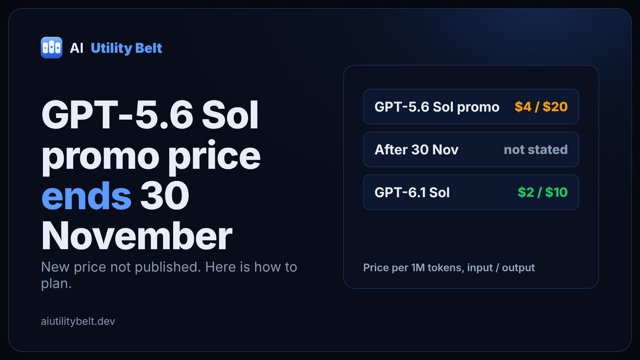 AI Utility Belt
GPT-5.6 Sol
promo price
ends 30
November
New price not published. Here is how to
plan.
aiutilitybelt.dev
GPT-5.6 Sol promo $4 / $20
After 30 Nov not stated
GPT-6.1 Sol $2 / $10
Price per 1M tokens, input / output